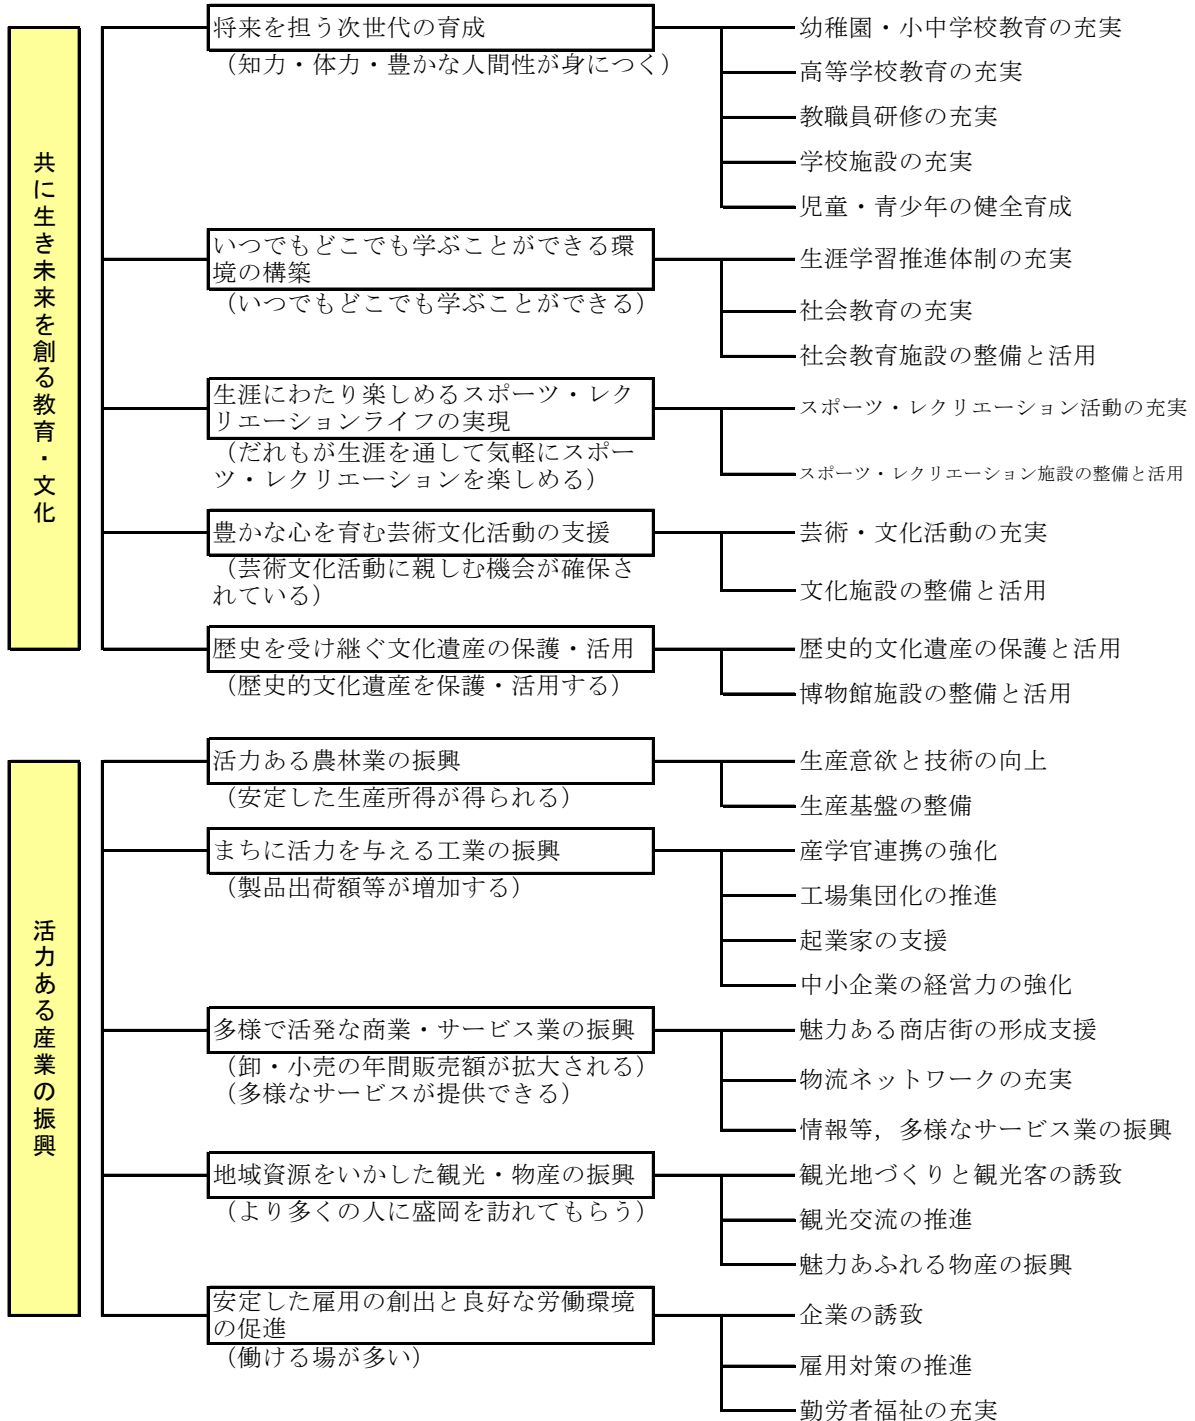 共に生き未来を創る教育・文化
将来を担う次世代の育成
（知力・体力・豊かな人間性が身につく）
幼稚園・小中学校教育の充実
高等学校教育の充実
教職員研修の充実
学校施設の充実
児童・青少年の健全育成
いつでもどこでも学ぶことができる環
境の構築
（いつでもどこでも学ぶことができる）
生涯学習推進体制の充実
社会教育の充実
社会教育施設の整備と活用
生涯にわたり楽しめるスポーツ・レク
リエーションライフの実現
（だれもが生涯を通して気軽にスポー
ツ・レクリエーションを楽しめる）
スポーツ・レクリエーション活動の充実
スポーツ・レクリエーション施設の整備と活用
豊かな心を育む芸術文化活動の支援
（芸術文化活動に親しむ機会が確保さ
れている）
芸術・文化活動の充実
文化施設の整備と活用
歴史を受け継ぐ文化遺産の保護・活用
（歴史的文化遺産を保護・活用する）
歴史的文化遺産の保護と活用
博物館施設の整備と活用
活力ある産業の振興
活力ある農林業の振興
（安定した生産所得が得られる）
生産意欲と技術の向上
生産基盤の整備
まちに活力を与える工業の振興
（製品出荷額等が増加する）
産学官連携の強化
工場集団化の推進
起業家の支援
中小企業の経営力の強化
多様で活発な商業・サービス業の振興
（卸・小売の年間販売額が拡大される）
（多様なサービスが提供できる）
魅力ある商店街の形成支援
物流ネットワークの充実
情報等，多様なサービス業の振興
地域資源をいかした観光・物産の振興
（より多くの人に盛岡を訪れてもらう）
観光地づくりと観光客の誘致
観光交流の推進
魅力あふれる物産の振興
安定した雇用の創出と良好な労働環境
の促進
（働ける場が多い）
企業の誘致
雇用対策の推進
勤労者福祉の充実